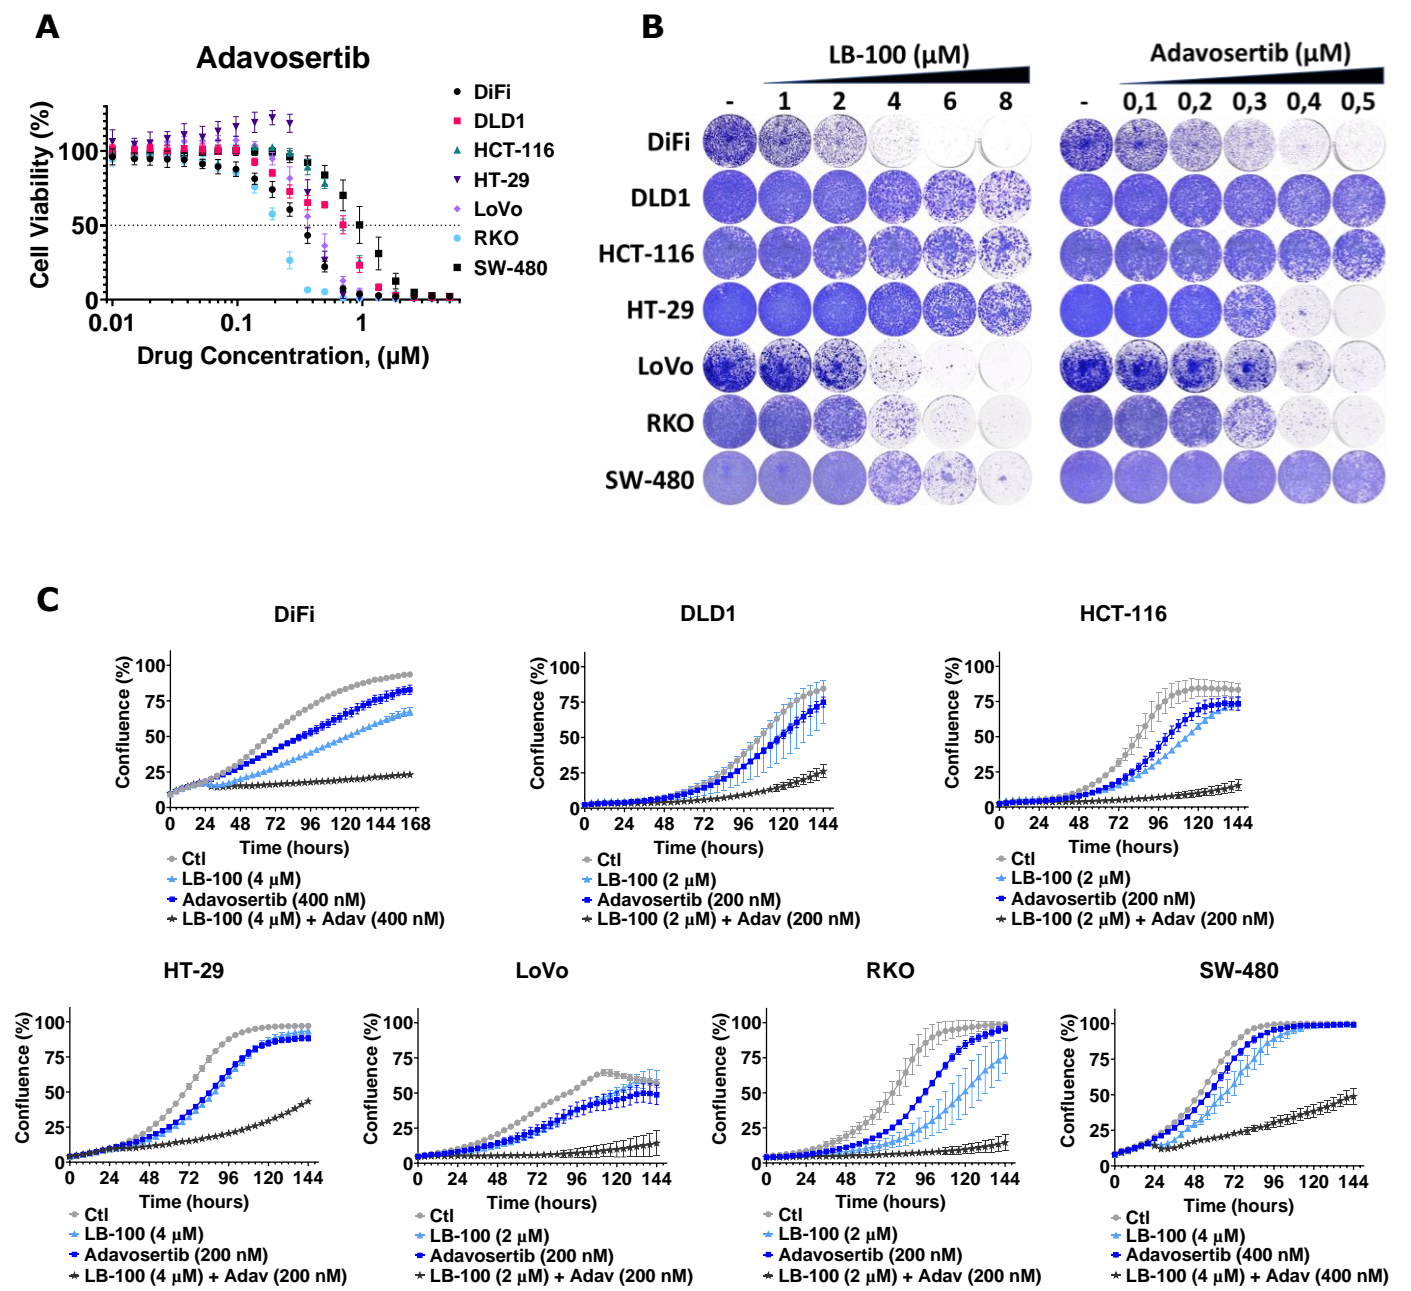 A
Adavosertib
Cell Viability (%)
100
50
0
0.01 0.1 1
Drug Concentration, (µM)
DiFi
DLD1
HCT-116
HT-29
LoVo
RKO
SW-480
B
LB-100 (µM)
- 1 2 4 6 8
Adavosertib (µM)
- 0,1 0,2 0,3 0,4 0,5
DiFi
DLD1
HCT-116
HT-29
LoVo
RKO
SW-480
C
DiFi
Confluence (%)
100
75
50
25
0
0 24 48 72 96 120 144 168
Time (hours)
Ctl
LB-100 (4 µM)
Adavosertib (400 nM)
LB-100 (4 µM) + Adav (400 nM)
DLD1
Confluence (%)
100
75
50
25
0
0 24 48 72 96 120 144
Time (hours)
Ctl
LB-100 (2 µM)
Adavosertib (200 nM)
LB-100 (2 µM) + Adav (200 nM)
HCT-116
Confluence (%)
100
75
50
25
0
0 24 48 72 96 120 144
Time (hours)
Ctl
LB-100 (2 µM)
Adavosertib (200 nM)
LB-100 (2 µM) + Adav (200 nM)
HT-29
Confluence (%)
100
75
50
25
0
0 24 48 72 96 120 144
Time (hours)
Ctl
LB-100 (4 µM)
Adavosertib (200 nM)
LB-100 (4 µM) + Adav (200 nM)
LoVo
Confluence (%)
100
75
50
25
0
0 24 48 72 96 120 144
Time (hours)
Ctl
LB-100 (2 µM)
Adavosertib (200 nM)
LB-100 (2 µM) + Adav (200 nM)
RKO
Confluence (%)
100
75
50
25
0
0 24 48 72 96 120 144
Time (hours)
Ctl
LB-100 (2 µM)
Adavosertib (200 nM)
LB-100 (2 µM) + Adav (200 nM)
SW-480
Confluence (%)
100
75
50
25
0
0 24 48 72 96 120 144
Time (hours)
Ctl
LB-100 (4 µM)
Adavosertib (400 nM)
LB-100 (4 µM) + Adav (400 nM)